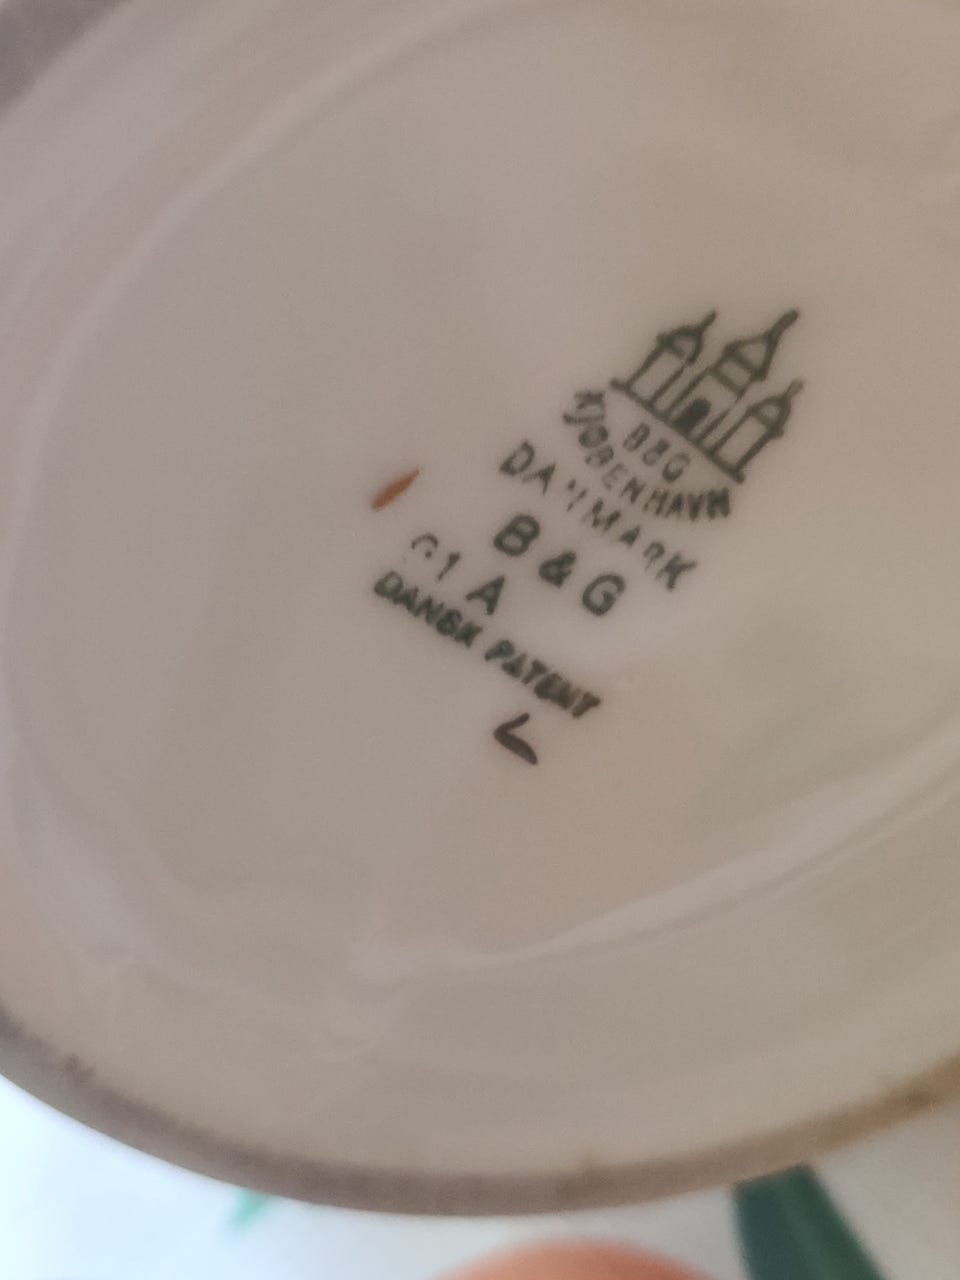 B&G
KJØBENHAVN
DANMARK
B & G
A
DANSK PATENT